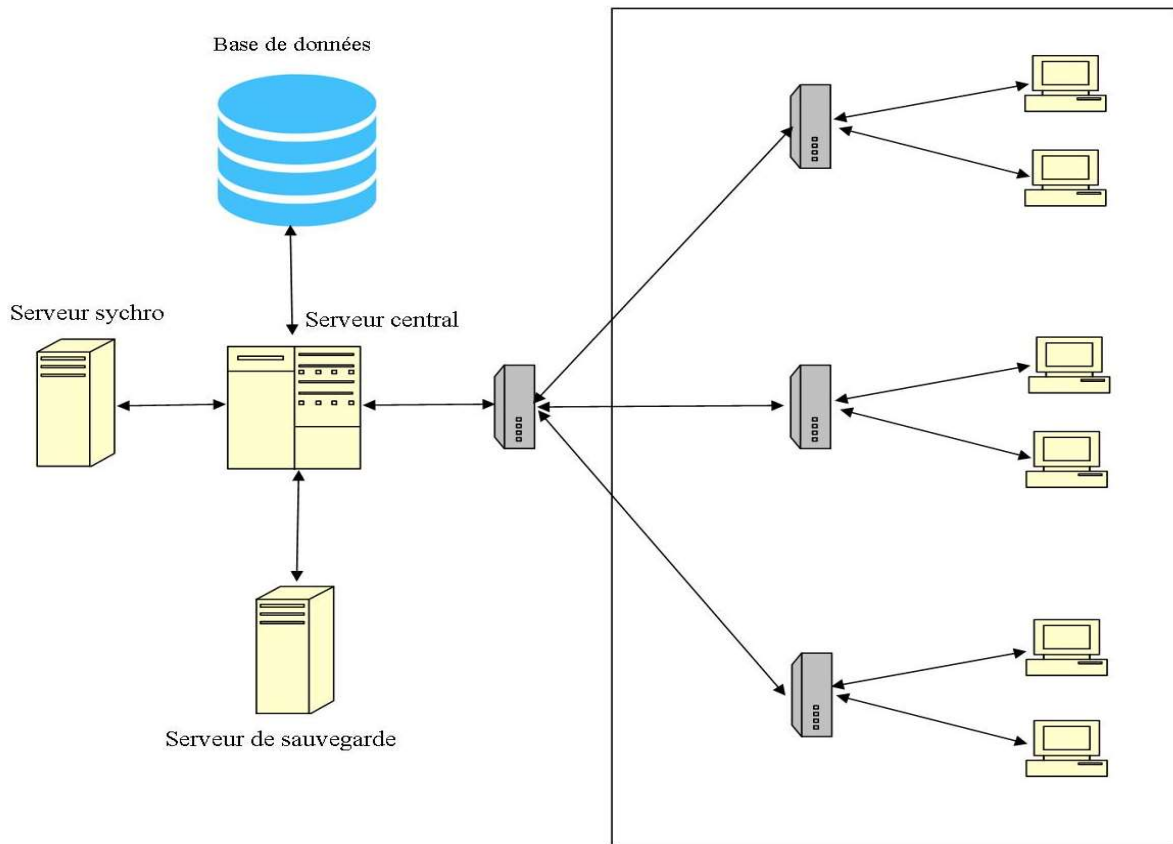 Base de données
Serveur sychro
Serveur central
Serveur de sauvegarde